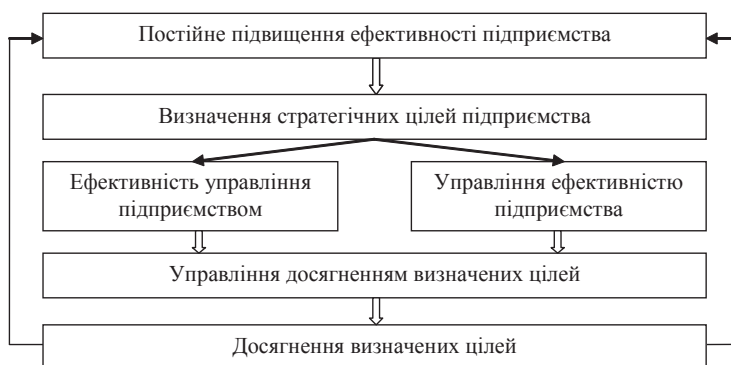 Постійне підвищення ефективності підприємства
Визначення стратегічних цілей підприємства
Ефективність управління
підприємством
Управління ефективністю
підприємства
Управління досягненням визначених цілей
Досягнення визначених цілей